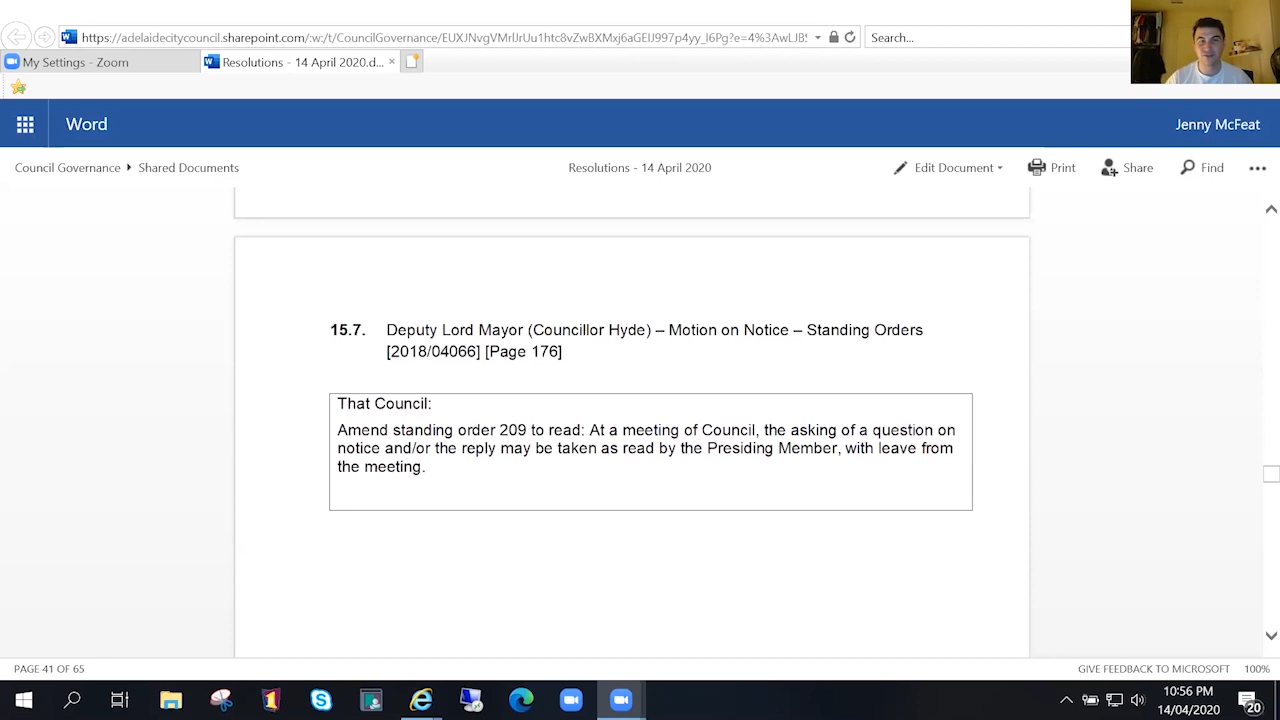 https://adelaidecitycouncil.sharepoint.com/:w:/t/CouncilGovernance/
Search...
My Settings - Zoom
Resolutions - 14 April 2020.d...
Word
Jenny McFeat
Council Governance
Shared Documents
Resolutions - 14 April 2020
Edit Document
Print
Share
Find
15.7. Deputy Lord Mayor (Councillor Hyde) – Motion on Notice – Standing Orders
[2018/04066] [Page 176]
That Council:
Amend standing order 209 to read: At a meeting of Council, the asking of a question on
notice and/or the reply may be taken as read by the Presiding Member, with leave from
the meeting.
PAGE 41 OF 65
GIVE FEEDBACK TO MICROSOFT
100%
10:56 PM
14/04/2020
20